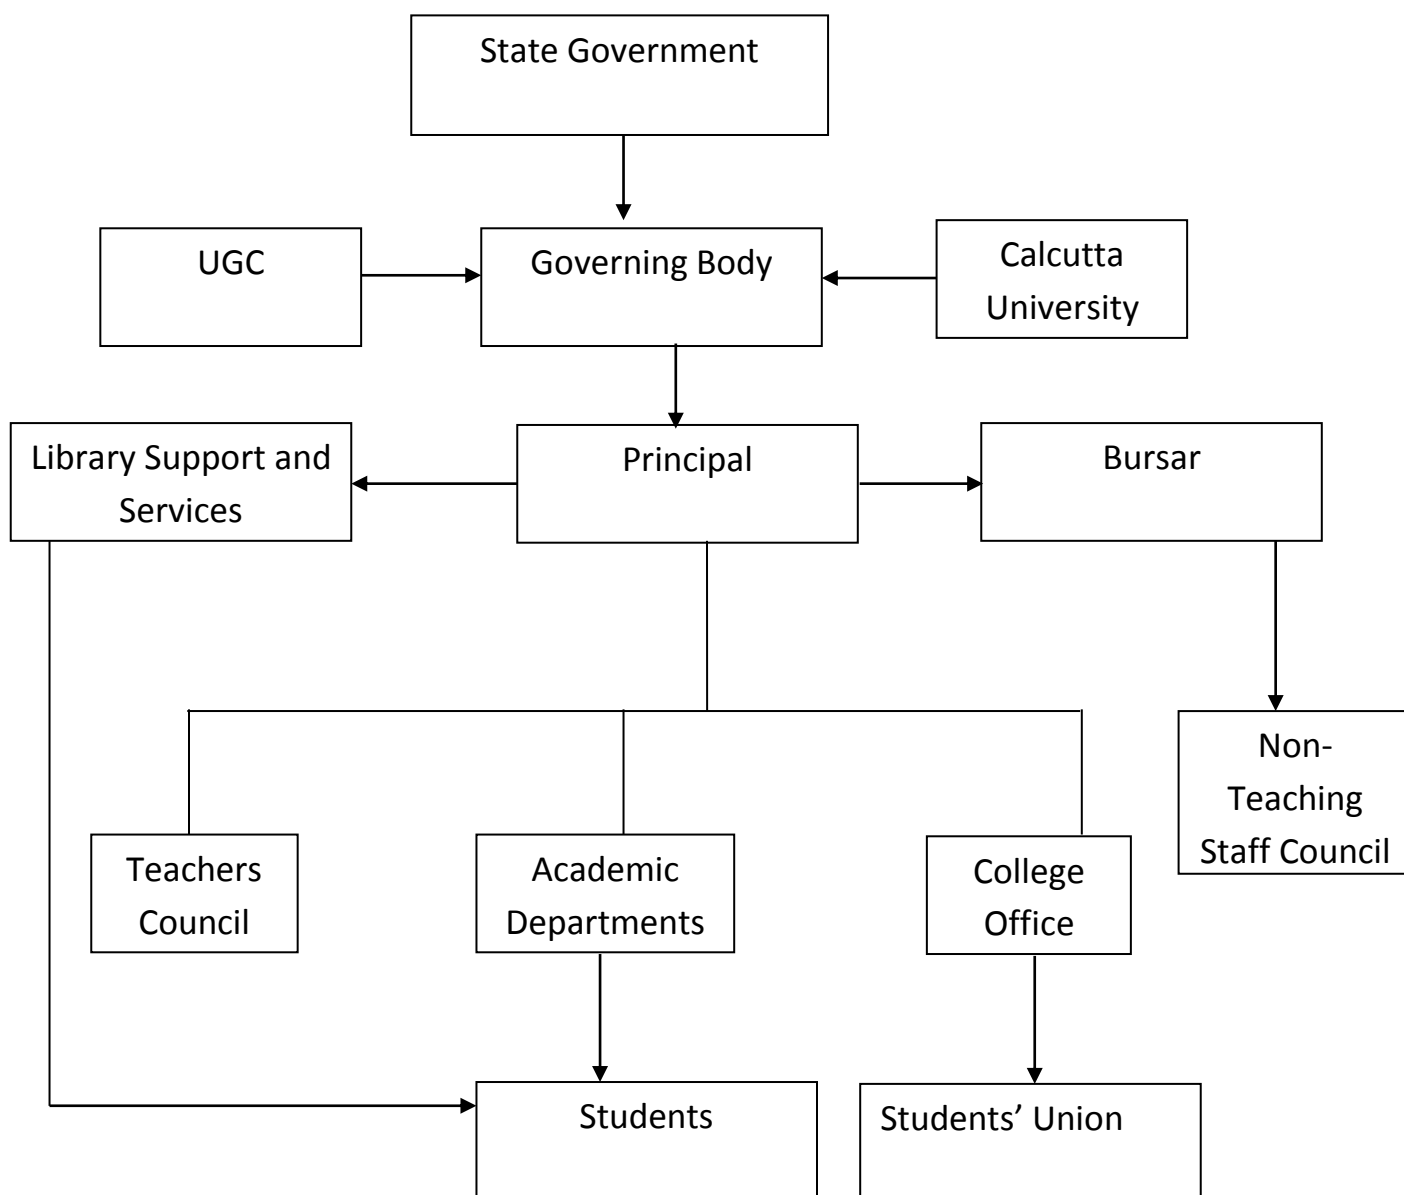 State Government
UGC
Governing Body
Calcutta
University
Library Support and
Services
Principal
Bursar
Non-
Teaching
Staff Council
Teachers
Council
Academic
Departments
College
Office
Students
Students’ Union